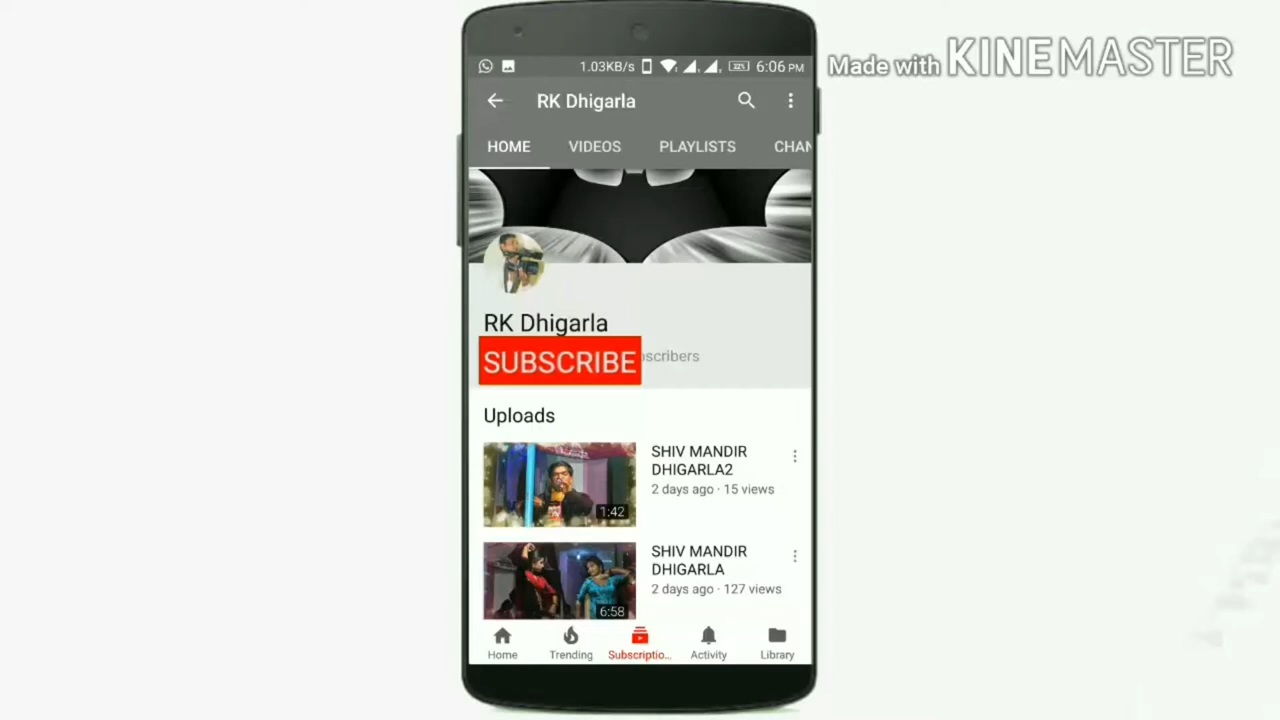 Made with KINEMASTER
1.03KB/s 6:06 PM
RK Dhigarla
HOME VIDEOS PLAYLISTS CHAN
RK Dhigarla
SUBSCRIBE
scribers
Uploads
SHIV MANDIR
DHIGARLA2
2 days ago · 15 views
1:42
SHIV MANDIR
DHIGARLA
2 days ago · 127 views
6:58
Home Trending Subscriptio... Activity Library